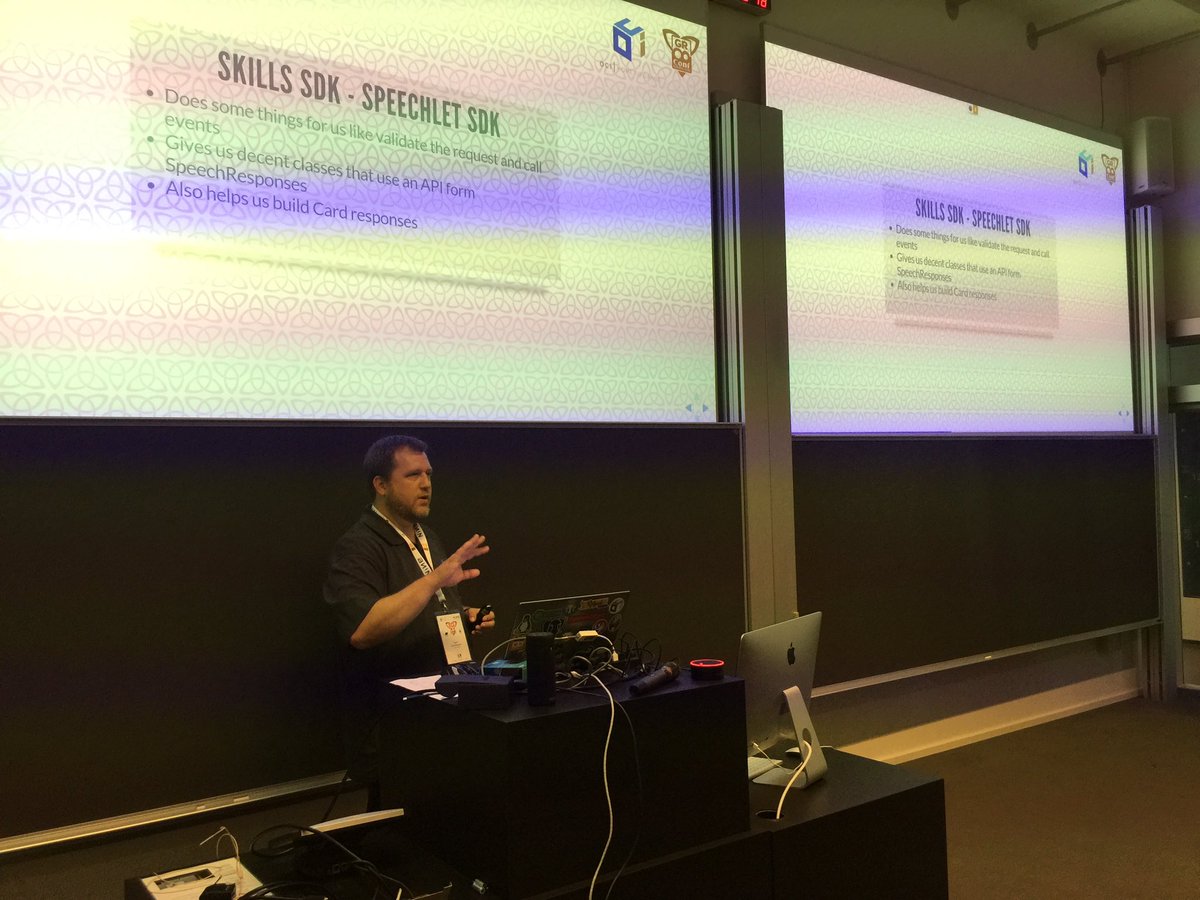 SKILLS SDK - SPEECHLET SDK
• Does some things for us like validate the request and call
events
• Gives us decent classes that use an API form
SpeechResponses
• Also helps us build Card responses
GR
Conf
SKILLS SDK - SPEECHLET SDK
• Does some things for us like validate the request and call
events
• Gives us decent classes that use an API form
SpeechResponses
• Also helps us build Card responses
GR